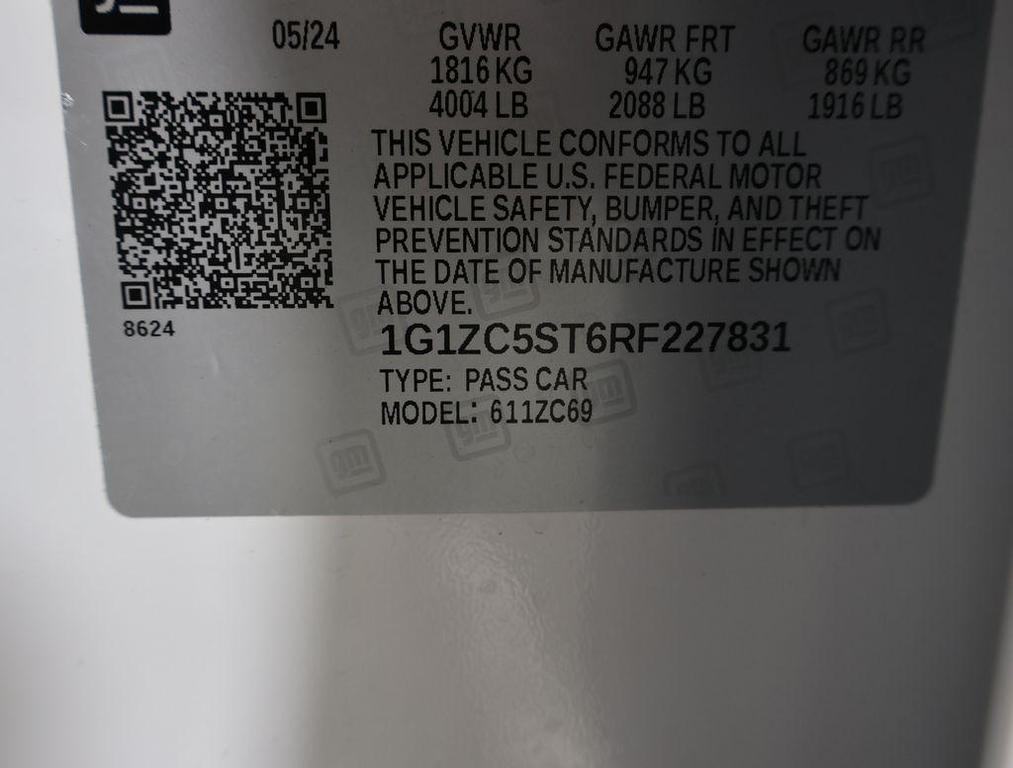 05/24 GVWR GAWR FRT GAWR RR
1816 KG 947 KG 869 KG
4004 LB 2088 LB 1916 LB
THIS VEHICLE CONFORMS TO ALL
APPLICABLE U.S. FEDERAL MOTOR
VEHICLE SAFETY, BUMPER, AND THEFT
PREVENTION STANDARDS IN EFFECT ON
THE DATE OF MANUFACTURE SHOWN
ABOVE.
8624
1G1ZC5ST6RF227831
TYPE: PASS CAR
MODEL: 611ZC69